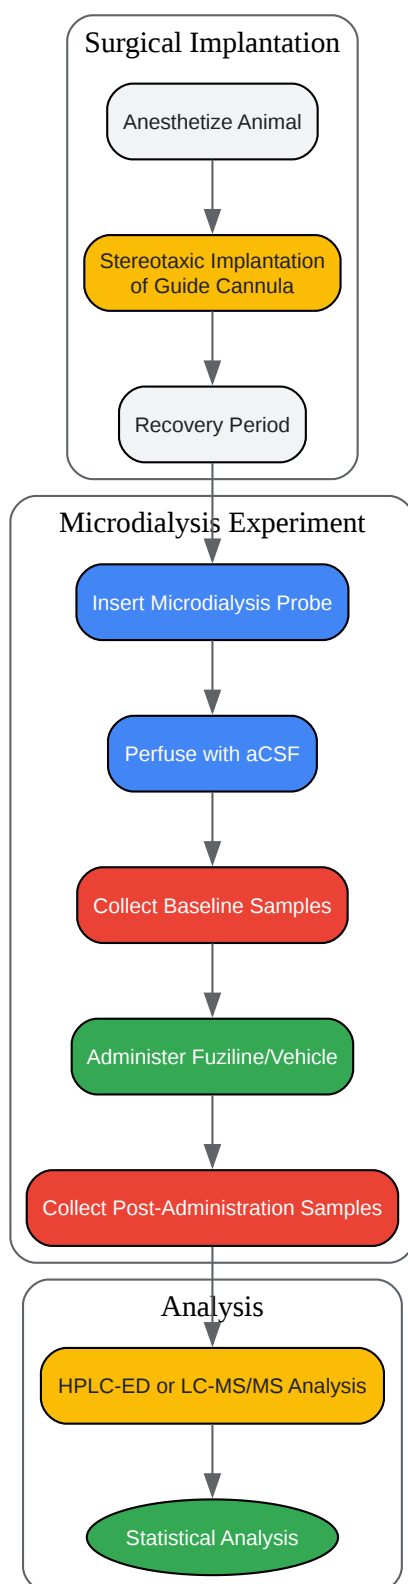 Surgical Implantation
Anesthetize Animal
Stereotaxic Implantation
of Guide Cannula
Recovery Period
Microdialysis Experiment
Insert Microdialysis Probe
Perfuse with aCSF
Collect Baseline Samples
Administer Fuziline/Vehicle
Collect Post-Administration Samples
Analysis
HPLC-ED or LC-MS/MS Analysis
Statistical Analysis